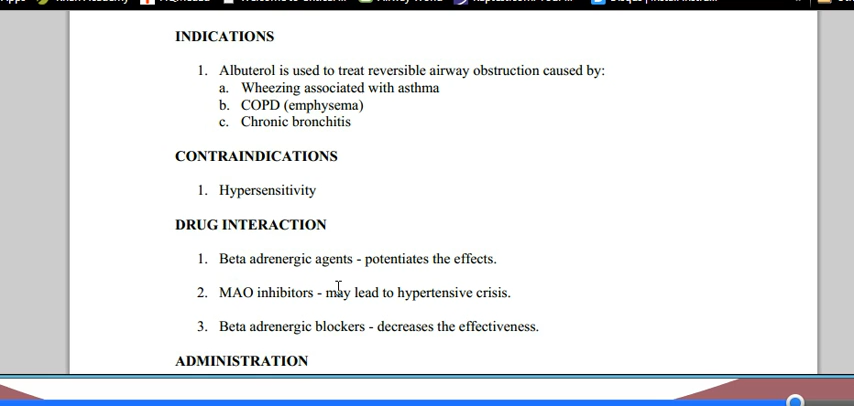 INDICATIONS
1. Albuterol is used to treat reversible airway obstruction caused by:
a. Wheezing associated with asthma
b. COPD (emphysema)
c. Chronic bronchitis
CONTRAINDICATIONS
1. Hypersensitivity
DRUG INTERACTION
1. Beta adrenergic agents - potentiates the effects.
2. MAO inhibitors - may lead to hypertensive crisis.
3. Beta adrenergic blockers - decreases the effectiveness.
ADMINISTRATION